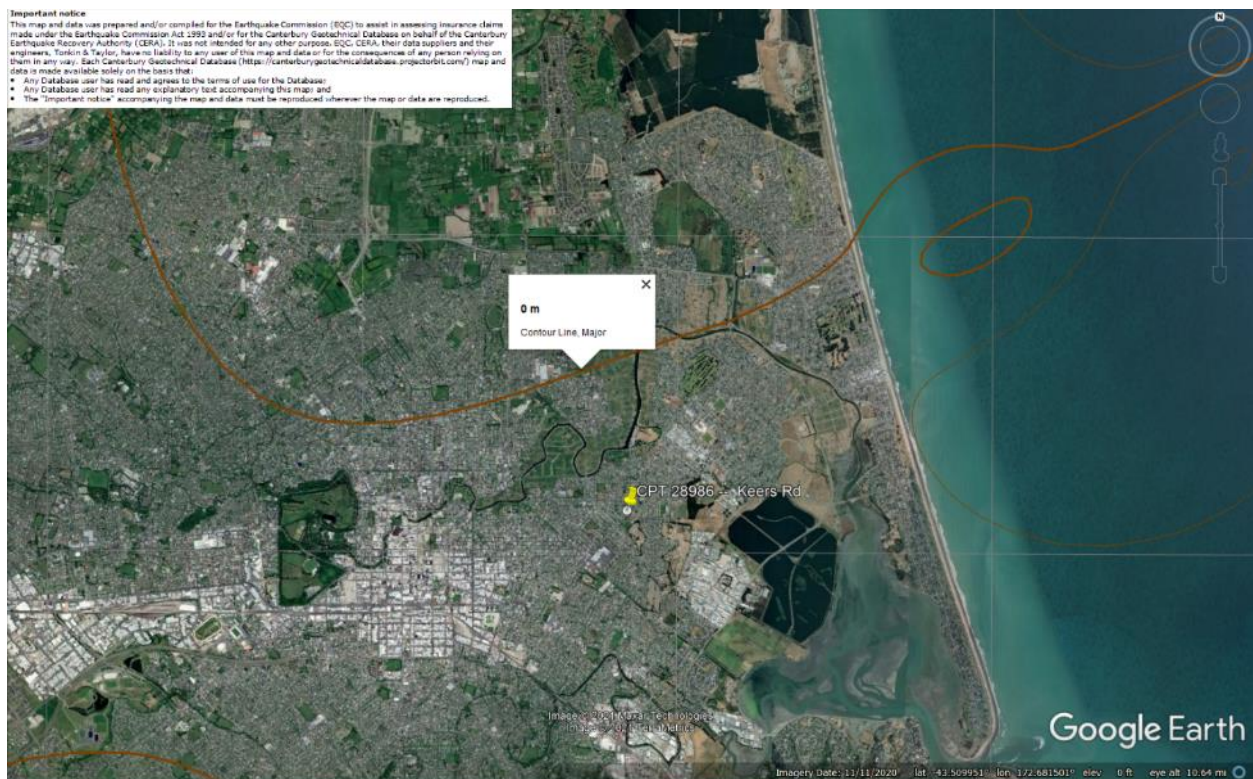 Important notice
This map and data was prepared and/or compiled for the Earthquake Commission (EQC) to assist in assessing insurance claims
made under the Earthquake Commission Act 1993 and/or for the Canterbury Geotechnical Database on behalf of the Canterbury
Earthquake Recovery Authority (CERA). It was not intended for any other purpose. EQC, CERA, their data suppliers and their
engineers, Tonkin & Taylor, have no liability to any user of this map and data or for the consequences of any person relying on
them in any way. Each Canterbury Geotechnical Database (https://canterburygeotechnicaldatabase.projectorbit.com/) map and
data is made available solely on the basis that:
• Any Database user has read and agrees to the terms of use for the Database;
• Any Database user has read any explanatory text accompanying this map; and
• The "Important notice" accompanying the map and data must be reproduced wherever the map or data are reproduced.
N
0 m
Contour Line, Major
CPT 28986 -- Keers Rd
Image © 2021 Maxar Technologies
Image © 2021 TerraMetrics
Google Earth
Imagery Date: 11/11/2020 lat -43.509951° lon 172.681501° elev 0 ft eye alt 10.64 mi